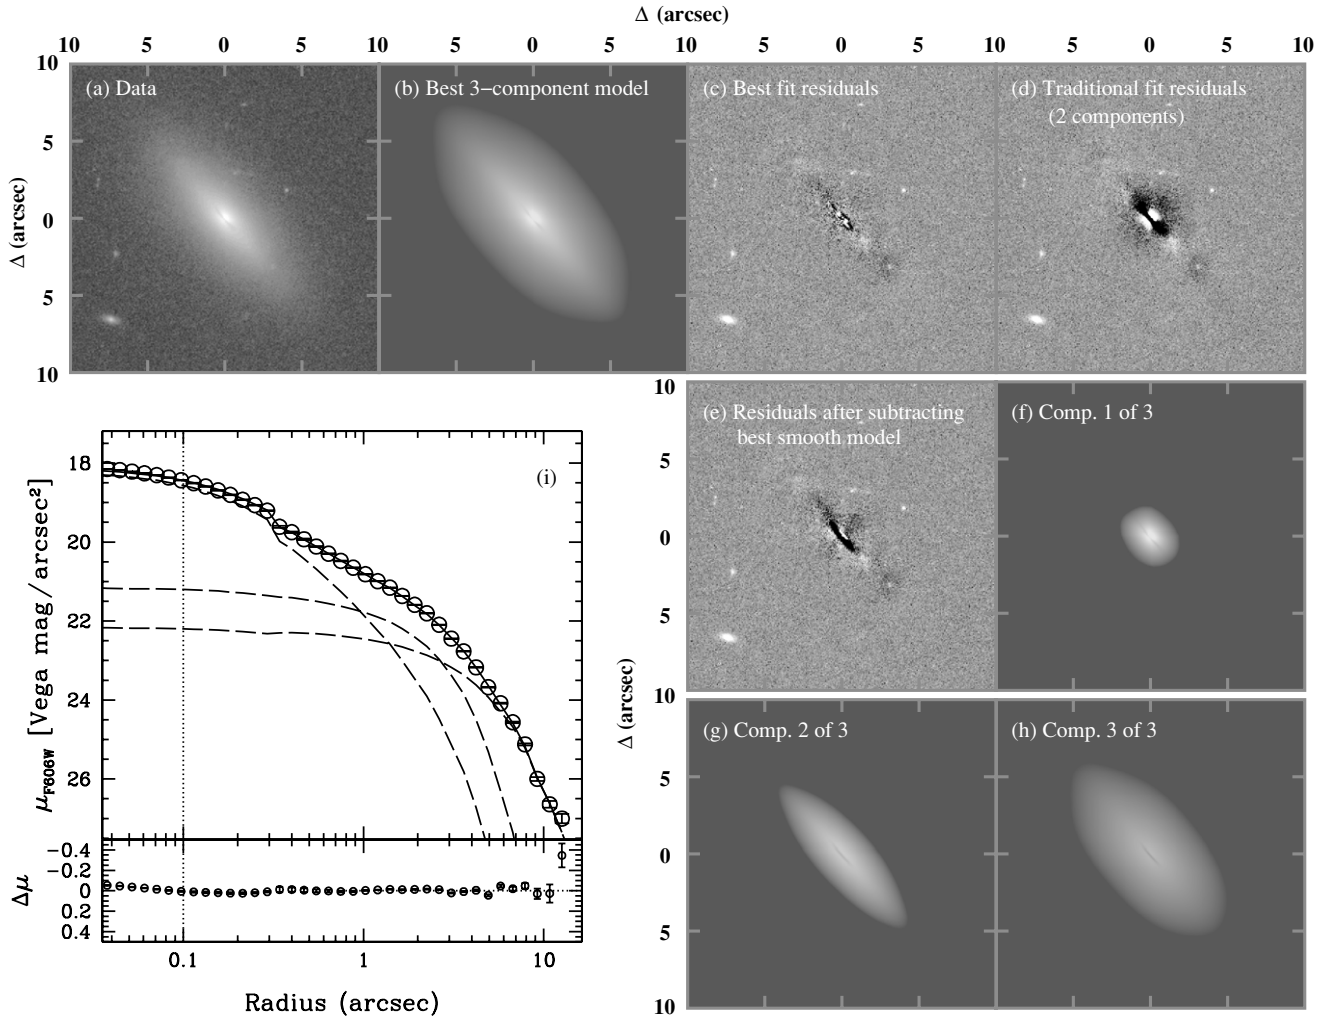 Δ (arcsec)
10 5 0 5 10 5 0 5 10 10 5 0 5 10 5 0 5 10
10
5
0
5
10
Δ (arcsec)
(a) Data
(b) Best 3−component model
(c) Best fit residuals
(d) Traditional fit residuals
(2 components)
10
5
0
5
10
5
0
5
10
Δ (arcsec)
(e) Residuals after subtracting
best smooth model
(f) Comp. 1 of 3
(g) Comp. 2 of 3
(h) Comp. 3 of 3
(i)
18
20
22
24
26
μF606W [Vega mag/arcsec²]
−0.4
−0.2
0
0.2
0.4
Δμ
0.1 1 10
Radius (arcsec)